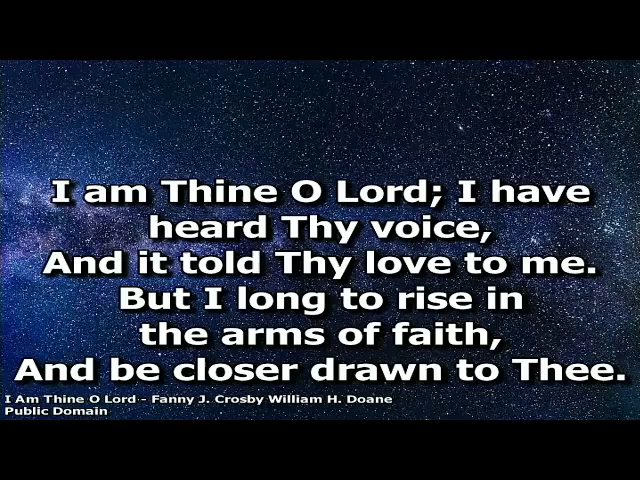 I am Thine O Lord; I have
heard Thy voice,
And it told Thy love to me.
But I long to rise in
the arms of faith,
And be closer drawn to Thee.
I Am Thine O Lord - Fanny J. Crosby William H. Doane
Public Domain